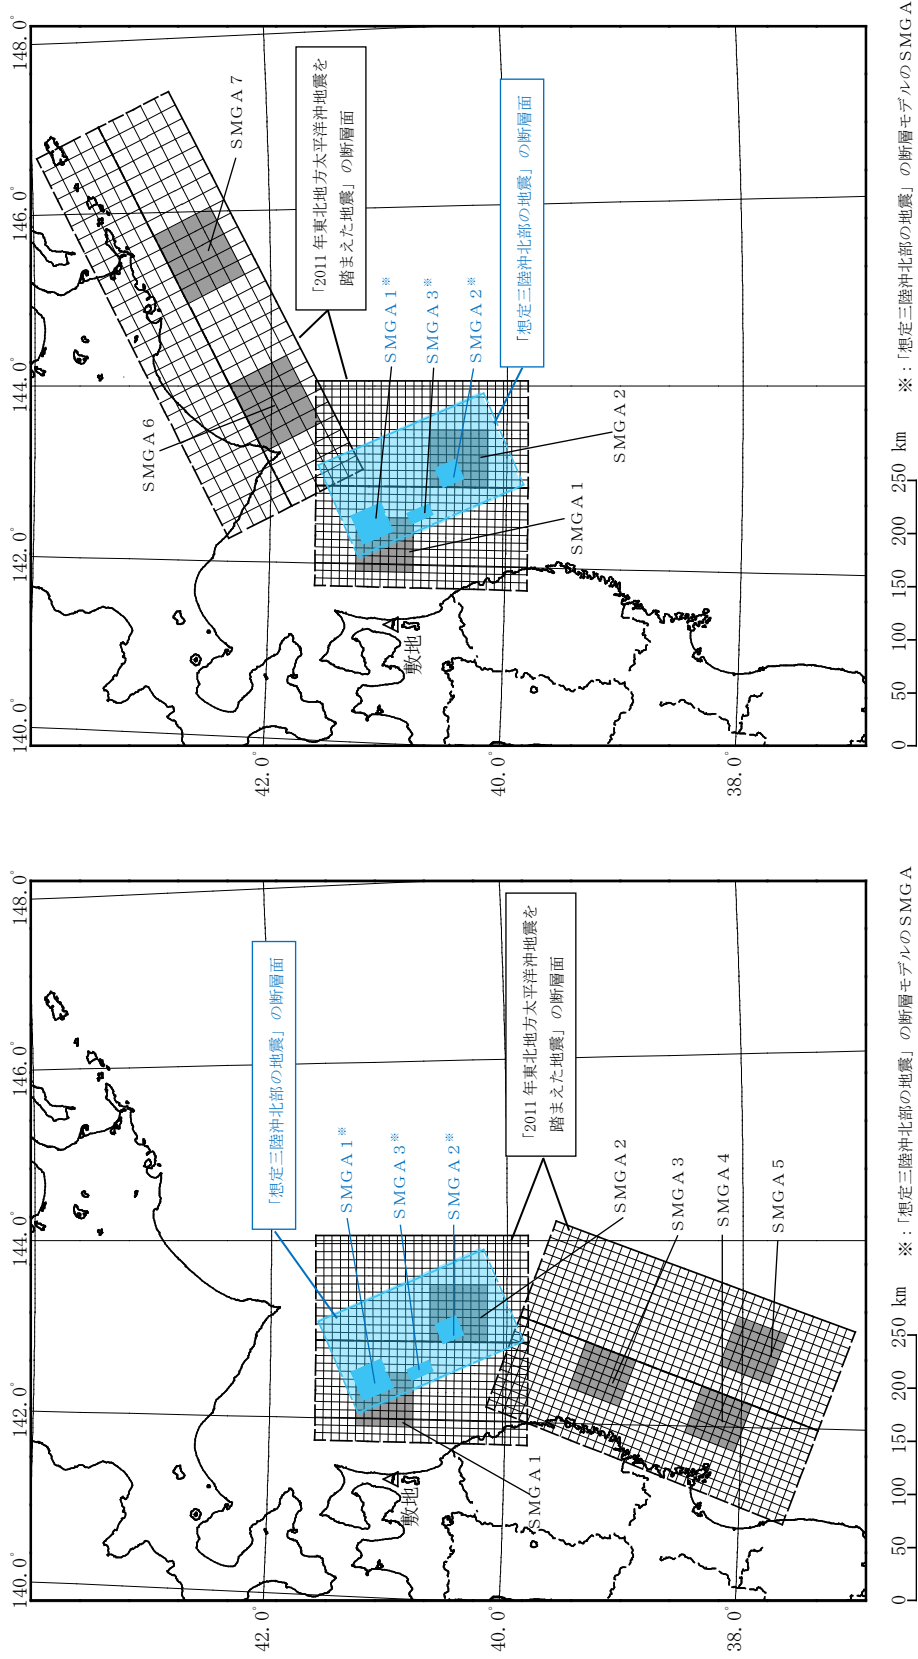 140.0°
142.0°
144.0°
146.0°
148.0°
42.0°
40.0°
38.0°
「想定三陸沖北部の地震」の断層面
SMGA1※
SMGA3※
SMGA2※
「2011年東北地方太平洋沖地震を
踏まえた地震」の断層面
敷地
SMGA1
SMGA2
SMGA3
SMGA4
SMGA5
0 50 100 150 200 250 km
※：「想定三陸沖北部の地震」の断層モデルのSMGA
140.0°
142.0°
144.0°
146.0°
148.0°
42.0°
40.0°
38.0°
SMGA6
SMGA7
「2011年東北地方太平洋沖地震を
踏まえた地震」の断層面
SMGA1※
SMGA3※
SMGA2※
「想定三陸沖北部の地震」の断層面
敷地
SMGA1
SMGA2
0 50 100 150 200 250 km
※：「想定三陸沖北部の地震」の断層モデルのSMGA